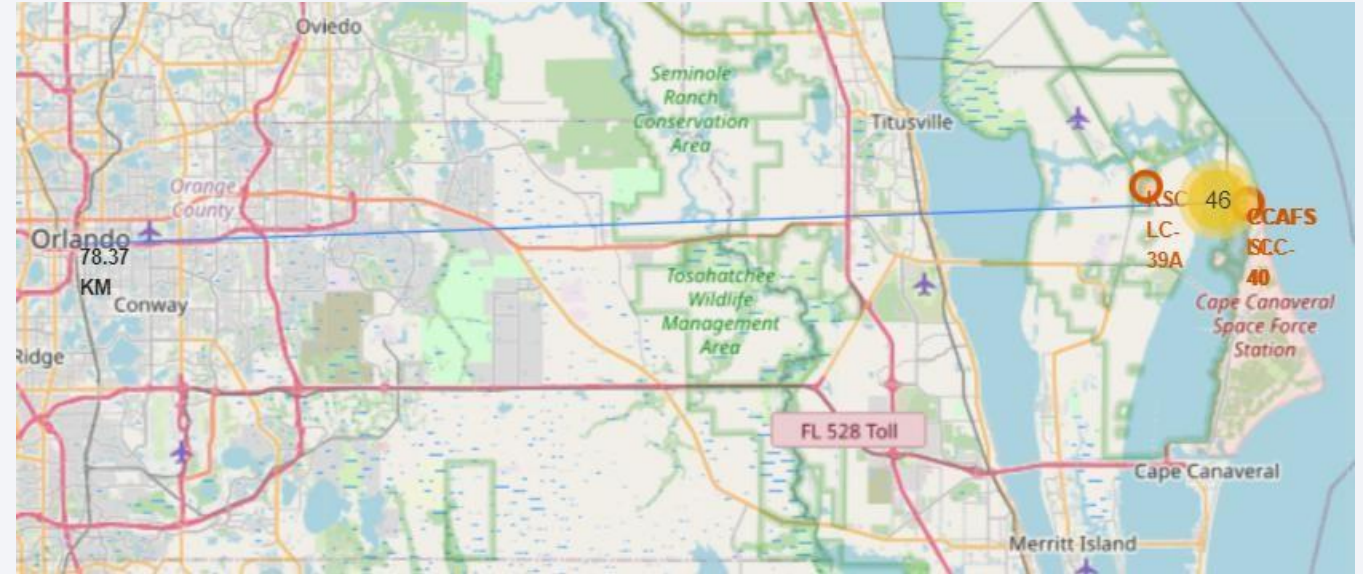 Oviedo
Seminole
Ranch
Conservation
Area
Titusville
Orange
County
46
KSC
LC-
39A
CCAFS
SLC-
40
Orlando
78.37
KM
Conway
Tosohatchee
Wildlife
Management
Area
Cape Canaveral
Space Force
Station
Ridge
FL 528 Toll
Cape Canaveral
Merritt Island